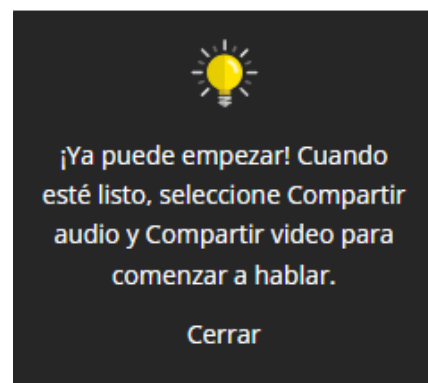 ¡Ya puede empezar! Cuando
esté listo, seleccione Compartir
audio y Compartir video para
comenzar a hablar.
Cerrar